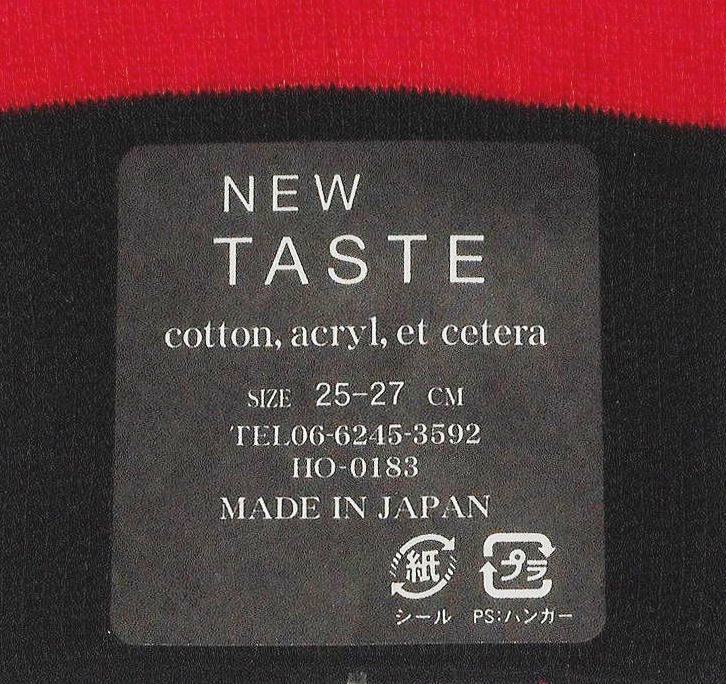 NEW
TASTE
cotton, acryl, et cetera
SIZE 25-27 CM
TEL06-6245-3592
HO-0183
MADE IN JAPAN
紙 プラ
シール PS:ハンガー